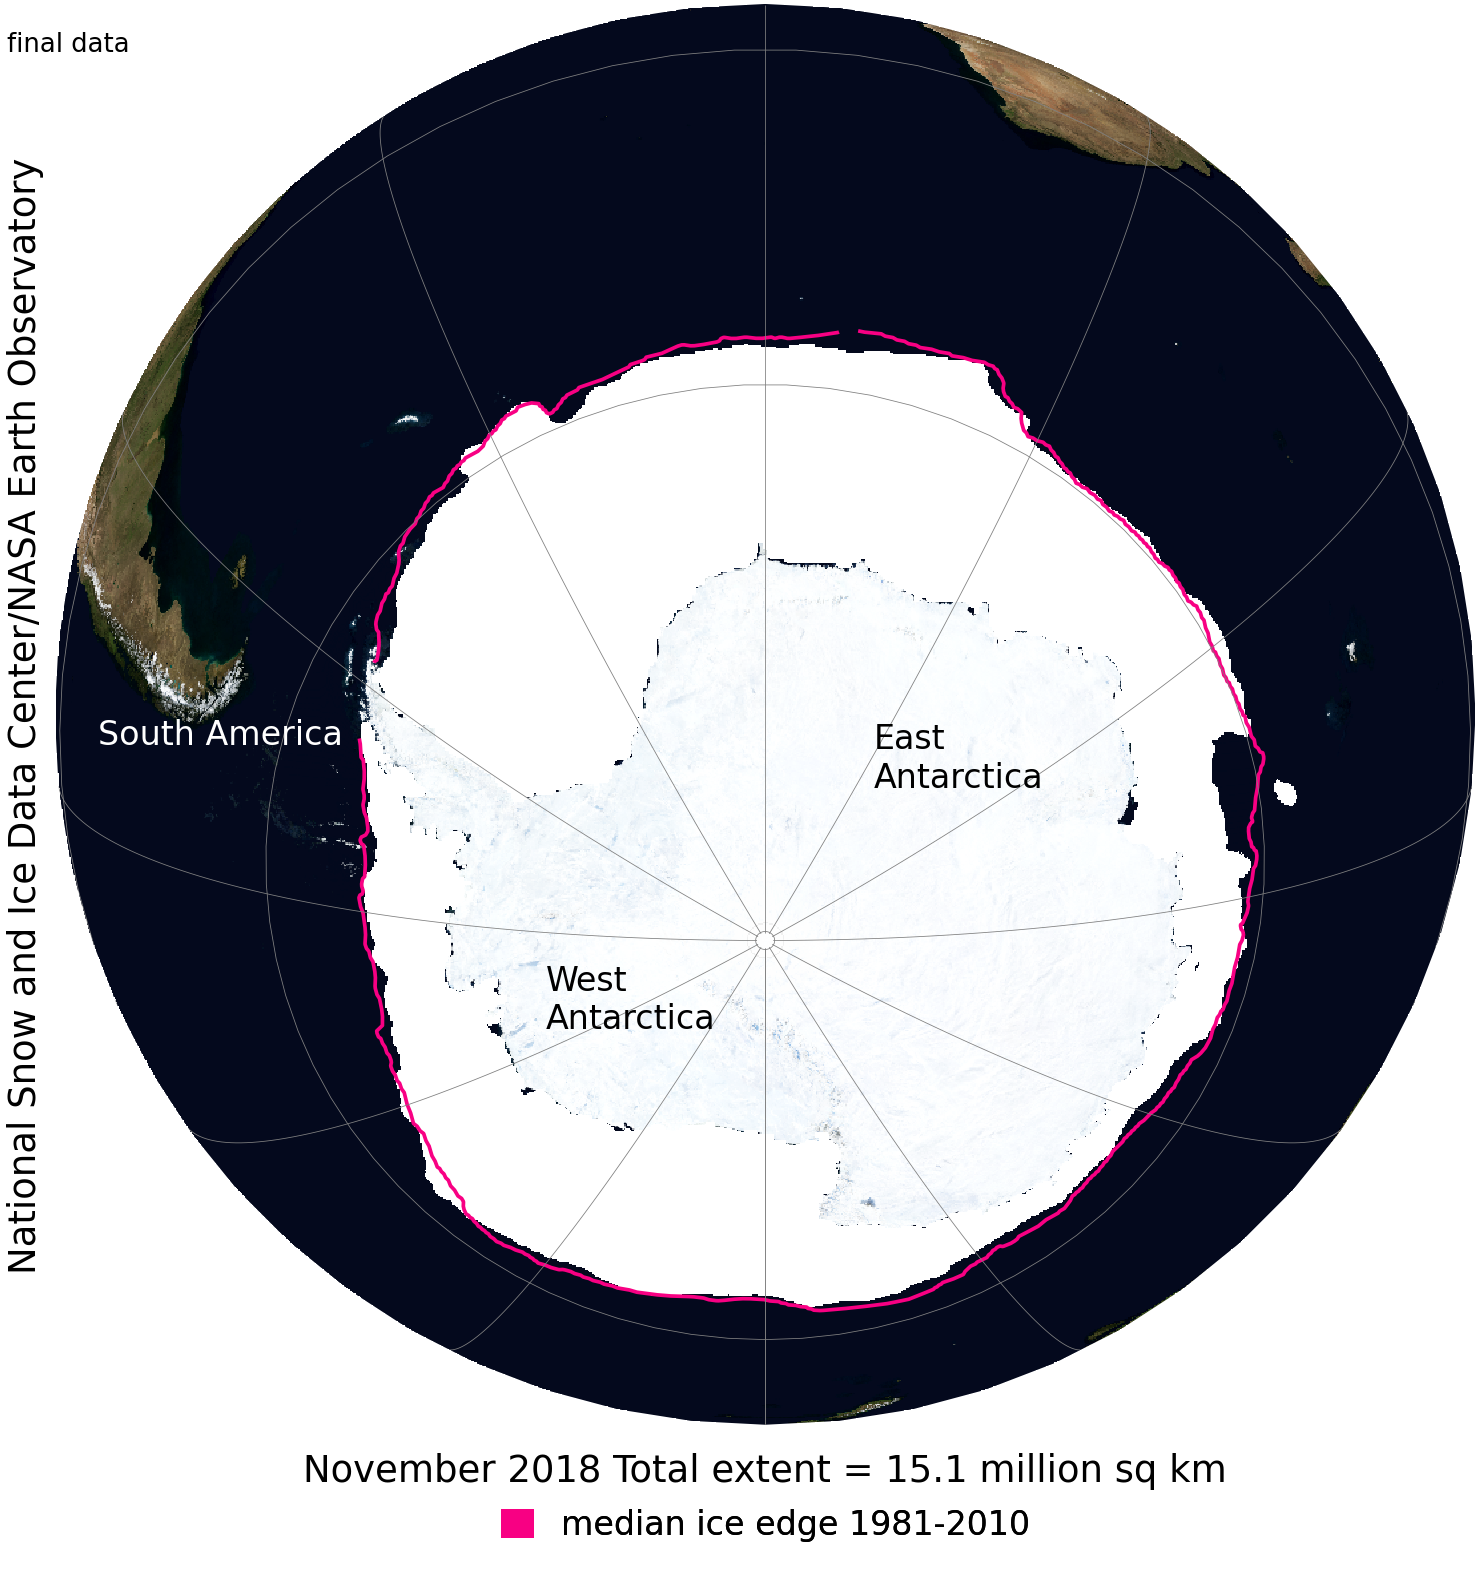 final data
National Snow and Ice Data Center/NASA Earth Observatory
South America
East
Antarctica
West
Antarctica
November 2018 Total extent = 15.1 million sq km
median ice edge 1981-2010